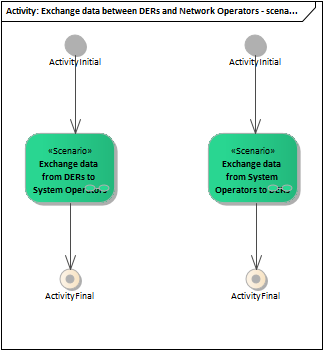 Activity: Exchange data between DERs and Network Operators - scena...
ActivityInitial
ActivityInitial
«Scenario»
Exchange data
from DERs to
System Operators
«Scenario»
Exchange data
from System
Operators to DERs
ActivityFinal
ActivityFinal